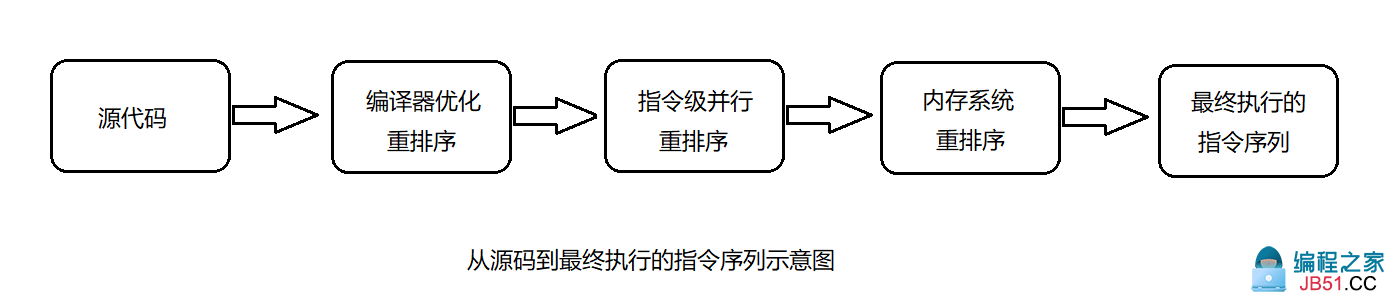 源代码
编译器优化
重排序
指令级并行
重排序
内存系统
重排序
最终执行的
指令序列
从源码到最终执行的指令序列示意图
编程之家
JB51.CC